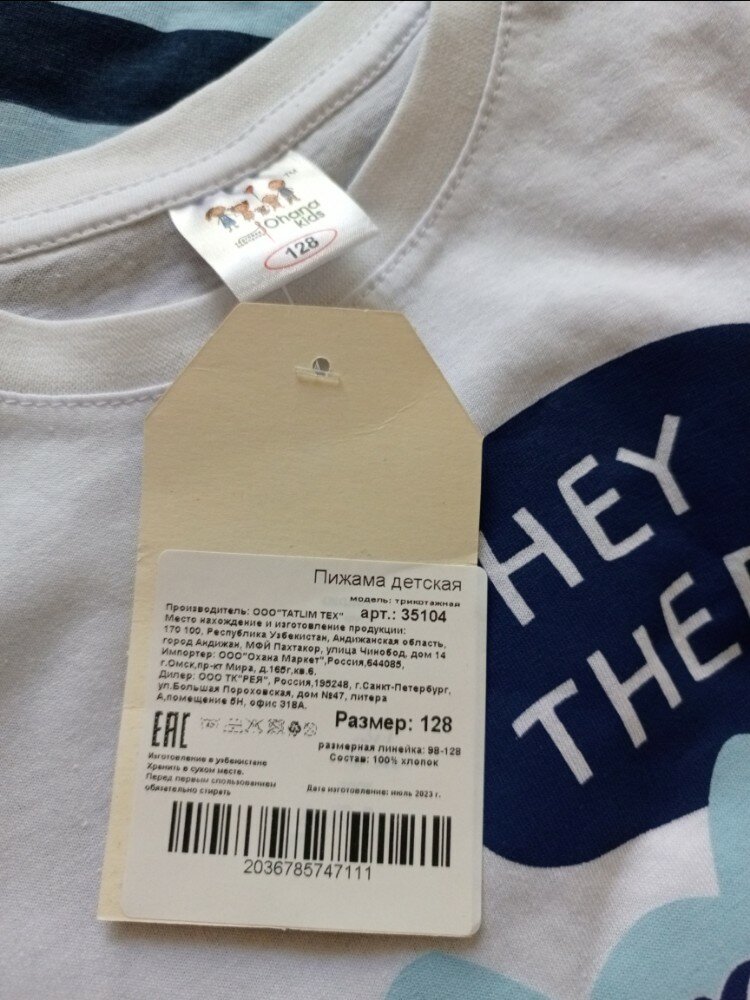 Ohana
kids
128
HEY
THE
Пижама детская
модель: трикотажная
Производитель: ООО"TATLIM TEX" арт.: 35104
Место нахождение и изготовление продукции:
170 100, Республика Узбекистан, Андижанская область,
город Андижан, МФЙ Пахтакор, улица Чинобод, дом 14
Импортер: ООО"Охана Маркет",Россия,644085,
г.Омск,пр-кт Мира, д.165г,кв.6.
Дилер: ООО ТК"РЕЯ", Россия,195248, г.Санкт-Петербург,
ул.Большая Пороховская, дом №47, литера
А,помещение 5Н, офис 318А.
EAC
Размер: 128
размерная линейка: 98-128
Состав: 100% хлопок
Изготовлено в узбекистане
Хранить в сухом месте.
Перед первым спользованием
обязательно стирать
Дата изготовления: июль 2023 г.
2036785747111